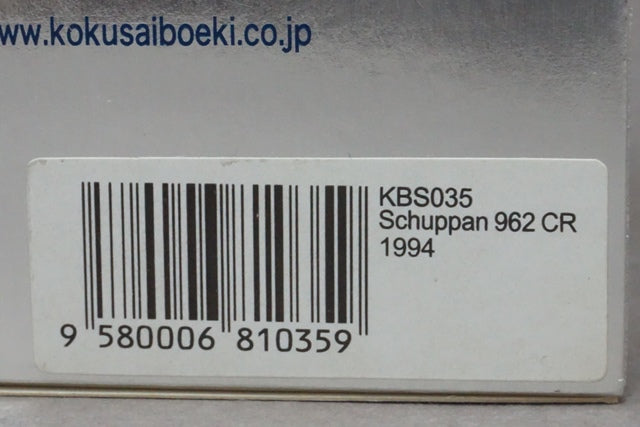 www.kokusaiboeki.co.jp
KBS035
Schuppan 962 CR
1994
9 580006 810359